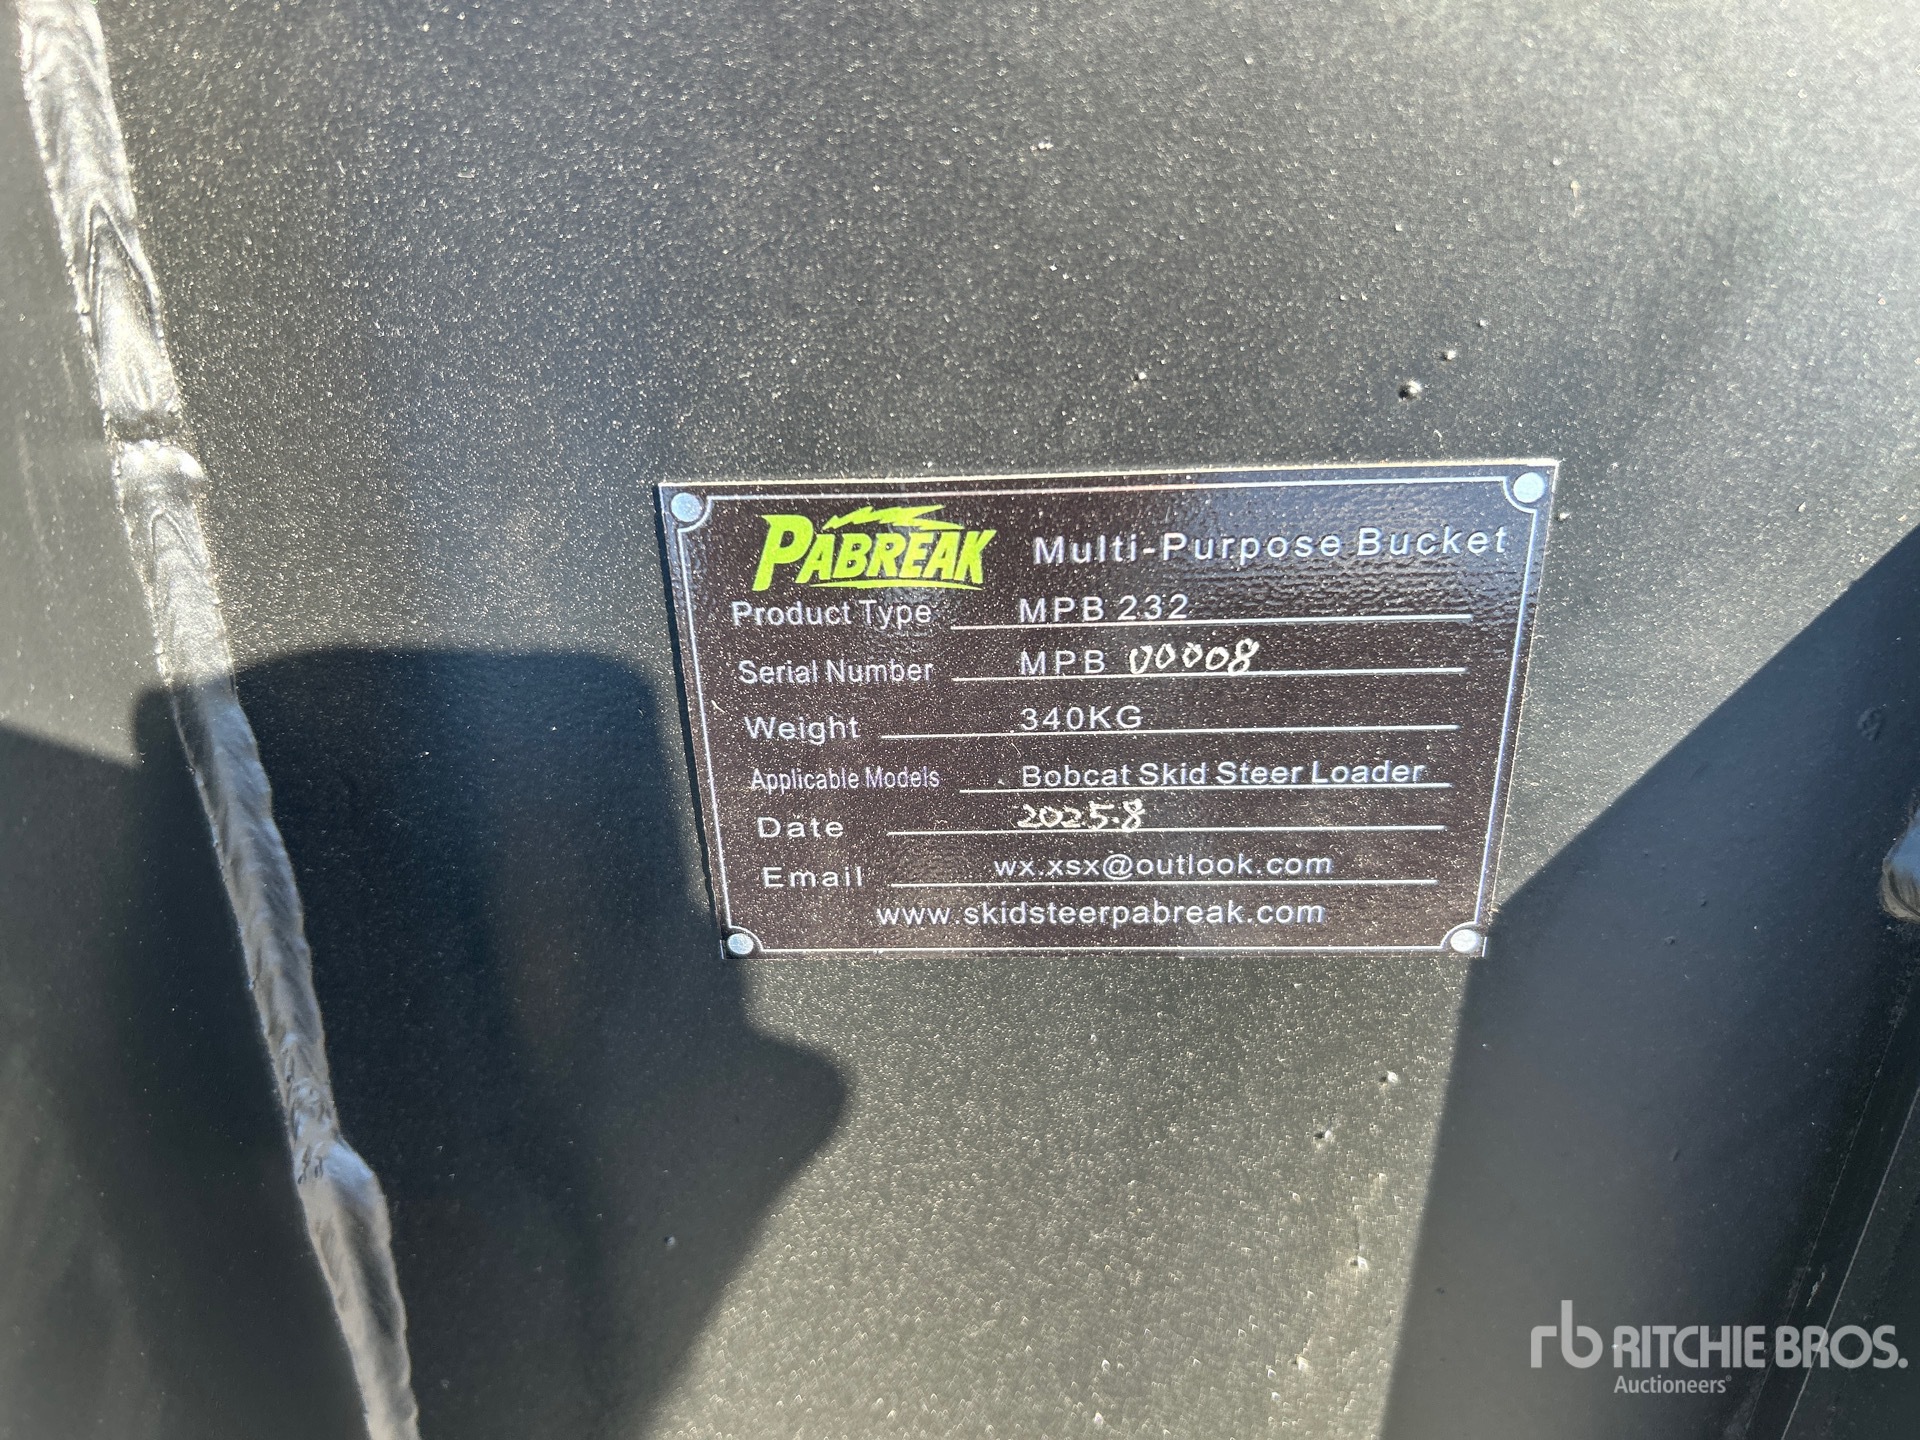 PABREAK Multi-Purpose Bucket
Product Type MPB 232
Serial Number MPB 00008
Weight 340KG
Applicable Models Bobcat Skid Steer Loader
Date 2025.8
Email wx.xsx@outlook.com
www.skidsteerpabreak.com
rb RITCHIE BROS.
Auctioneers